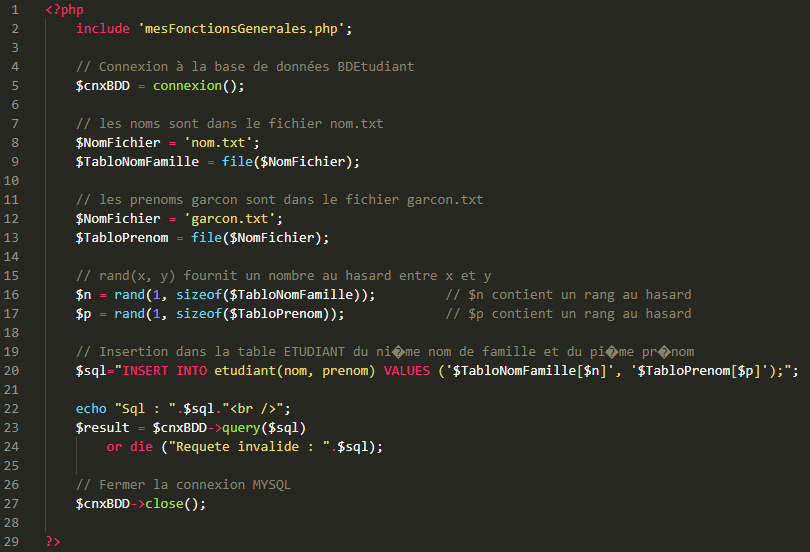 1 <?php
2 include 'mesFonctionsGenerales.php';
3
4 // Connexion à la base de données BDEtudiant
5 $cnxBDD = connexion();
6
7 // les noms sont dans le fichier nom.txt
8 $NomFichier = 'nom.txt';
9 $TabloNomFamille = file($NomFichier);
10
11 // les prenoms garcon sont dans le fichier garcon.txt
12 $NomFichier = 'garcon.txt';
13 $TabloPrenom = file($NomFichier);
14
15 // rand(x, y) fournit un nombre au hasard entre x et y
16 $n = rand(1, sizeof($TabloNomFamille)); // $n contient un rang au hasard
17 $p = rand(1, sizeof($TabloPrenom)); // $p contient un rang au hasard
18
19 // Insertion dans la table ETUDIANT du ni�me nom de famille et du pi�me pr�nom
20 $sql="INSERT INTO etudiant(nom, prenom) VALUES ('$TabloNomFamille[$n]', '$TabloPrenom[$p]');";
21
22 echo "Sql : ".$sql."<br />";
23 $result = $cnxBDD->query($sql)
24 or die ("Requete invalide : ".$sql);
25
26 // Fermer la connexion MYSQL
27 $cnxBDD->close();
28
29 ?>